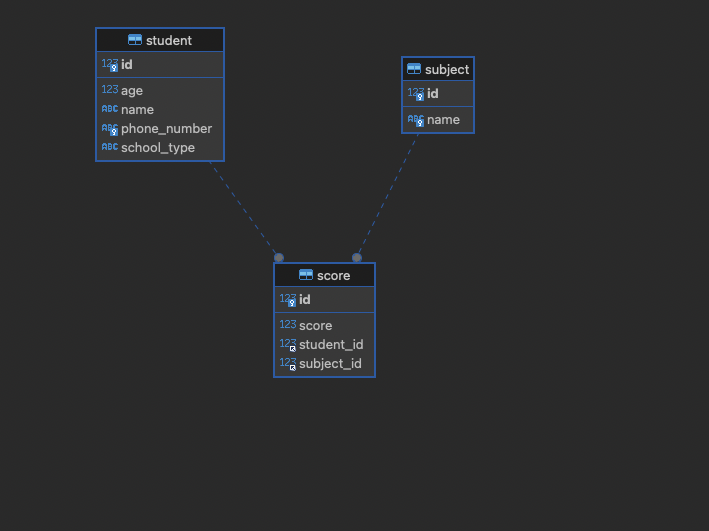 student
123 id
123 age
ABC name
ABC phone_number
ABC school_type
subject
123 id
ABC name
score
123 id
123 score
123 student_id
123 subject_id